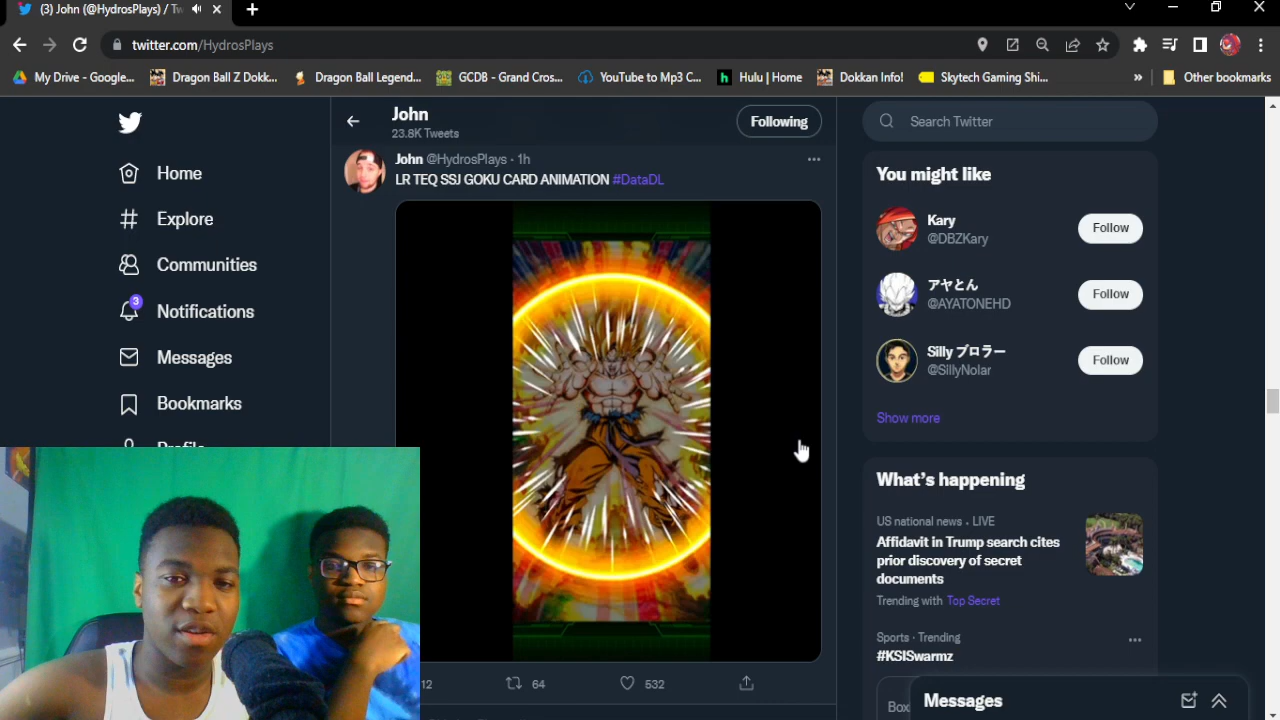 (3) John (@HydrosPlays) / Tw
twitter.com/HydrosPlays
My Drive - Google...
Dragon Ball Z Dokk...
Dragon Ball Legend...
GCDB - Grand Cros...
YouTube to Mp3 C...
Hulu | Home
Dokkan Info!
Skytech Gaming Shi...
Other bookmarks
Home
Explore
Communities
3
Notifications
Messages
Bookmarks
Profile
John
23.8K Tweets
Following
John @HydrosPlays · 1h
LR TEQ SSJ GOKU CARD ANIMATION #DataDL
12
64
532
Search Twitter
You might like
Kary
@DBZKary
Follow
アヤとん
@AYATONEHD
Follow
Silly ブロラー
@SillyNolar
Follow
Show more
What's happening
US national news · LIVE
Affidavit in Trump search cites
prior discovery of secret
documents
Trending with Top Secret
Sports · Trending
#KSISwarmz
Box
Messages